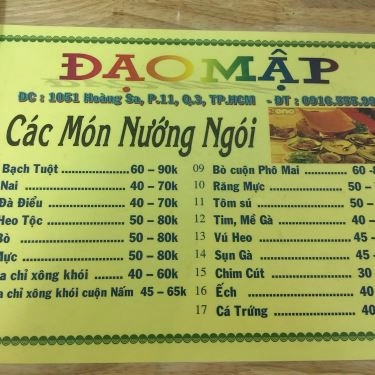 ĐẠO MẬP
ĐC : 1051 Hoàng Sa, P.11, Q.3, TP.HCM - ĐT : 0916.555.99
Các Món Nướng Ngói
Bạch Tuột 60 – 90k
Nai 40 – 70k
Đà Điểu 40 – 70k
Heo Tộc 50 – 80k
Bò 50 – 80k
Mực 50 – 80k
a chỉ xông khói 40 – 60k
a chỉ xông khói cuộn Nấm 45 – 65k
09 Bò cuộn Phô Mai 60 -
10 Răng Mực 50 –
11 Tôm sú 50 –
12 Tim, Mề Gà 40 –
13 Vú Heo 45 –
14 Sụn Gà 45 –
15 Chim Cút 30
16 Ếch 40
17 Cá Trứng 40